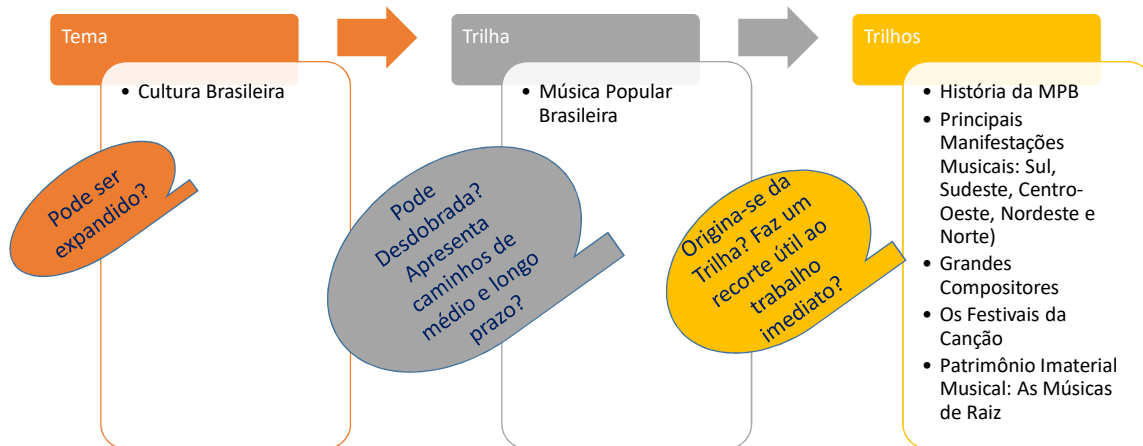 Tema
• Cultura Brasileira
Pode ser
expandido?
Trilha
• Música Popular
Brasileira
Pode
Desdobrada?
Apresenta
caminhos de
médio e longo
prazo?
Trilhos
• História da MPB
• Principais
Manifestações
Musicais: Sul,
Sudeste, Centro-
Oeste, Nordeste e
Norte)
• Grandes
Compositores
• Os Festivais da
Canção
• Patrimônio Imaterial
Musical: As Músicas
de Raiz
Origina-se da
Trilha? Faz um
recorte útil ao
trabalho
imediato?